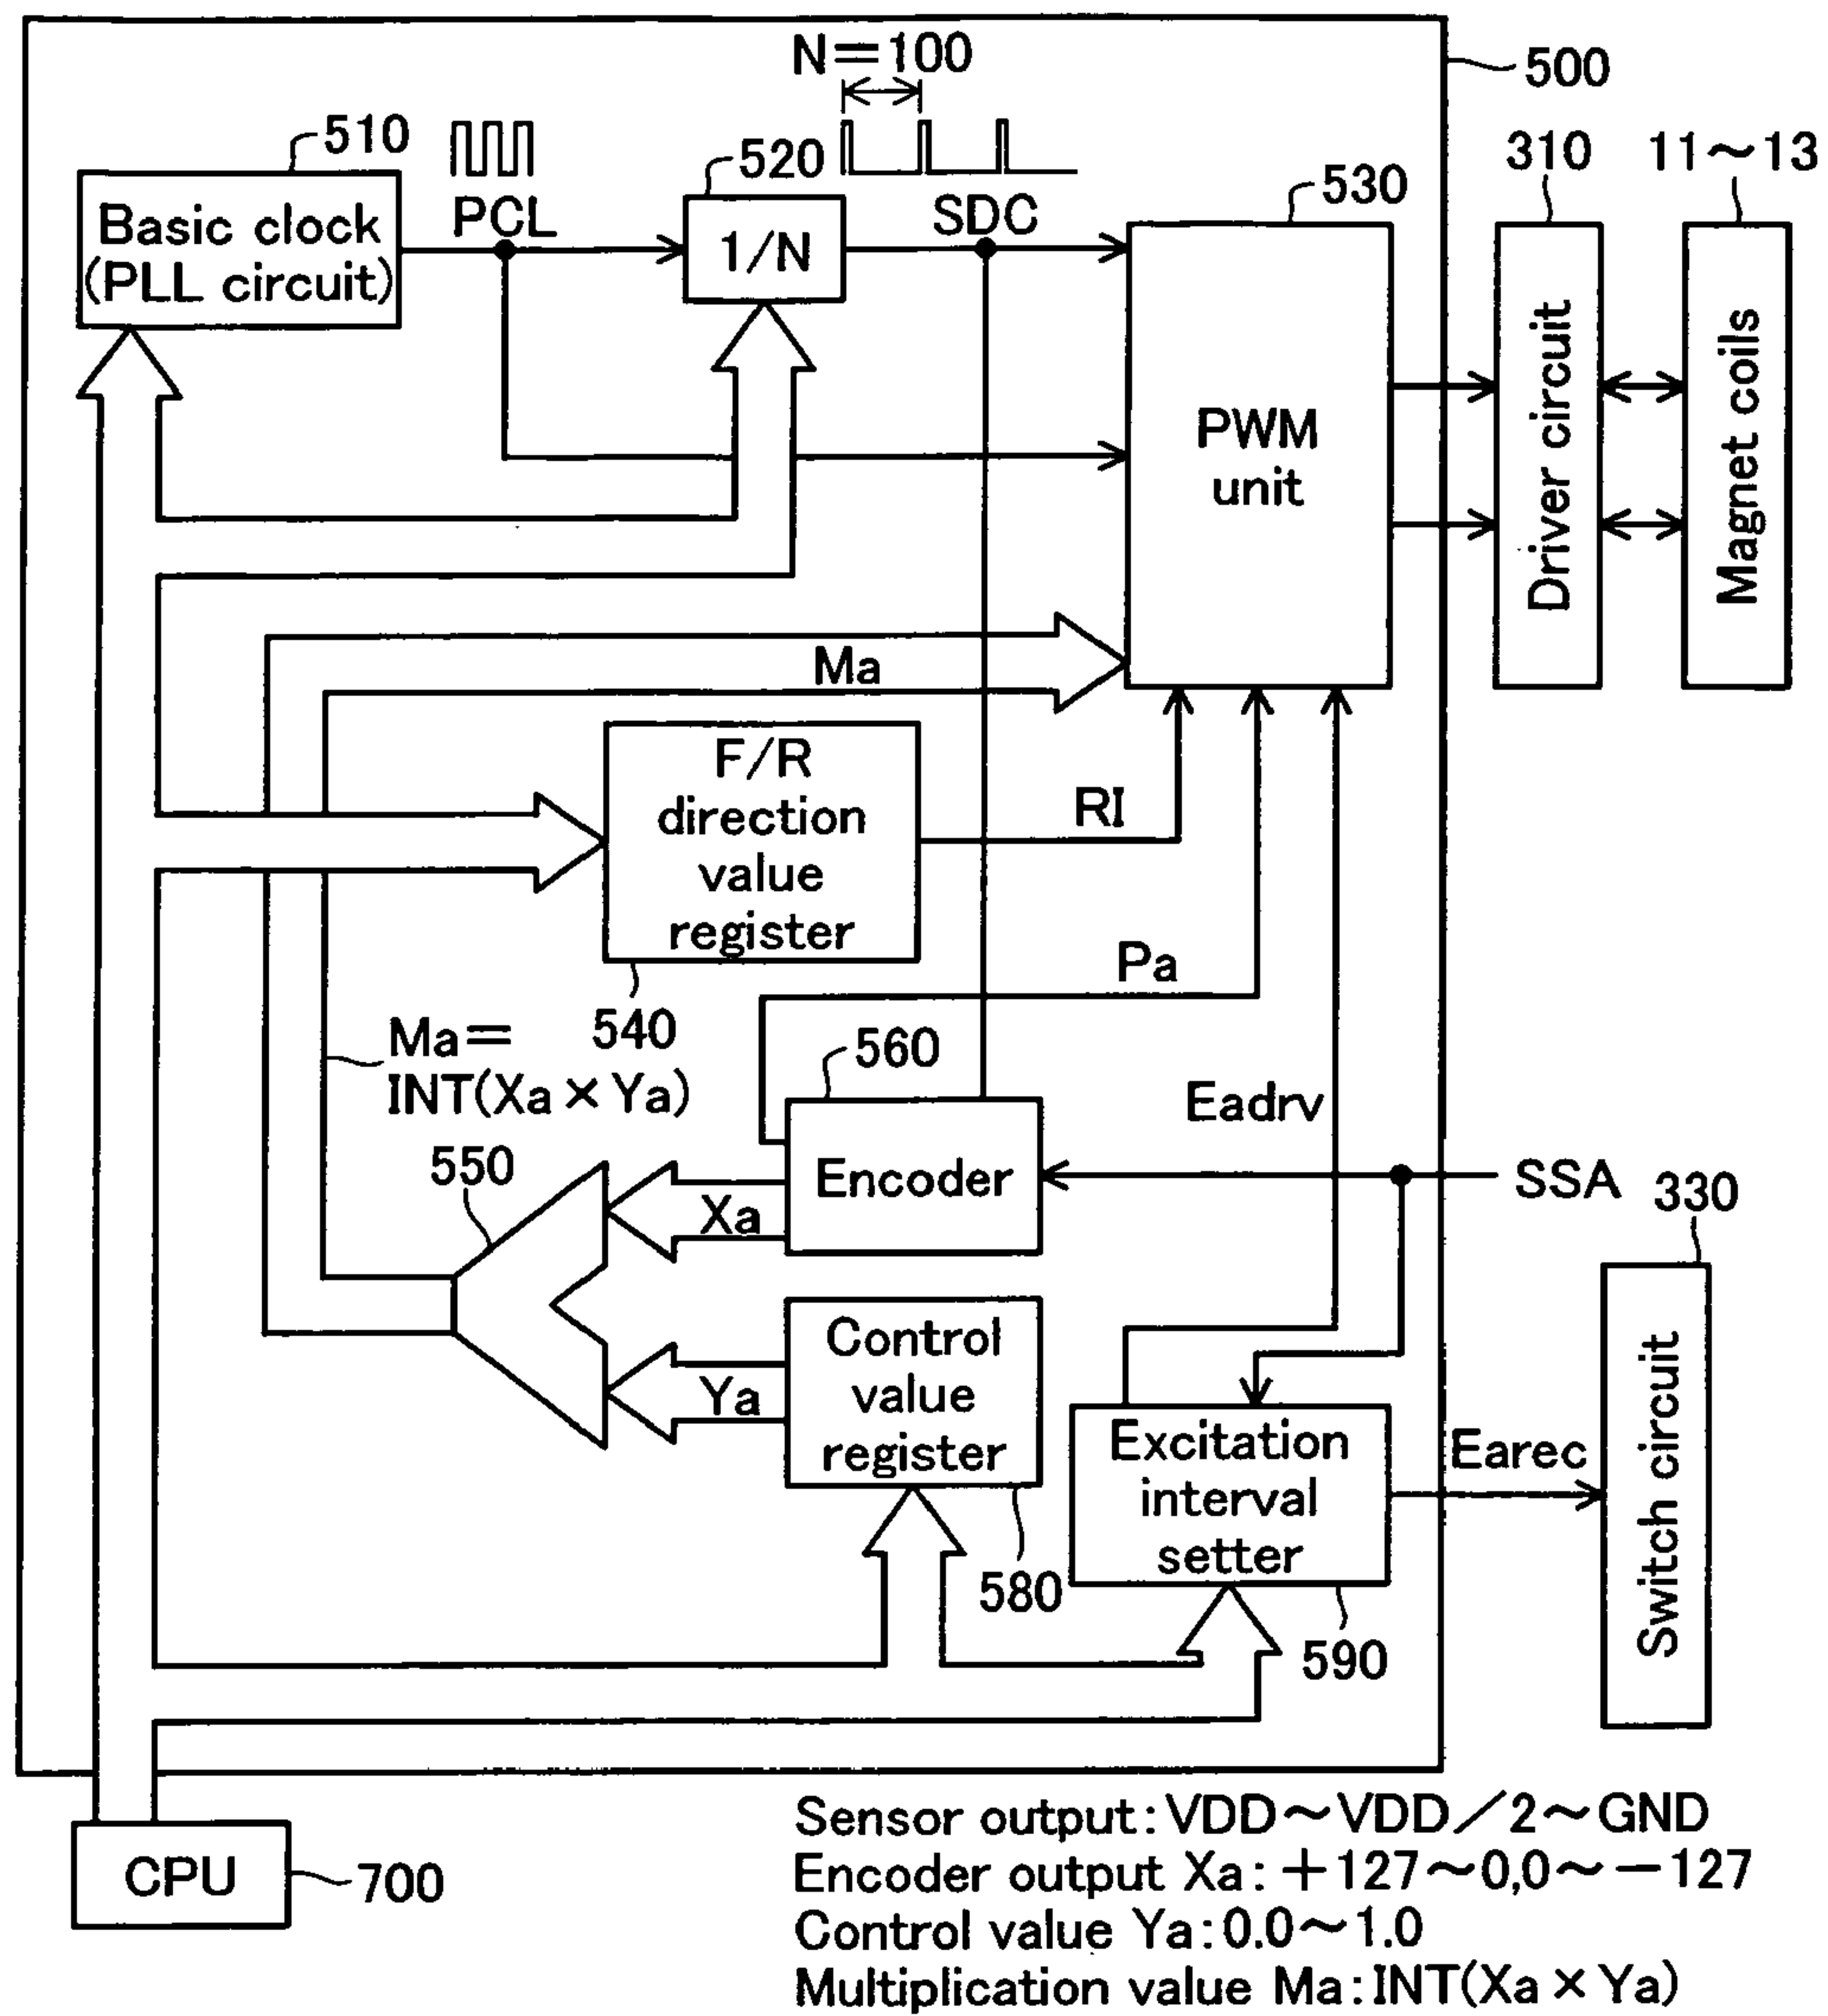 N=100
500
510
520
530
310
11~13
PCL
SDC
Basic clock
(PLL circuit)
1/N
PWM
unit
Driver circuit
Magnet coils
Ma
F/R
direction
value
register
RI
540
Pa
Ma=
INT(Xa × Ya)
560
Eadrv
550
Encoder
Xa
SSA
330
Control
value
register
Ya
580
Excitation
interval
setter
590
Earec
Switch circuit
CPU
700
Sensor output:VDD~VDD/2~GND
Encoder output Xa:+127~0,0~−127
Control value Ya:0.0~1.0
Multiplication value Ma:INT(Xa × Ya)